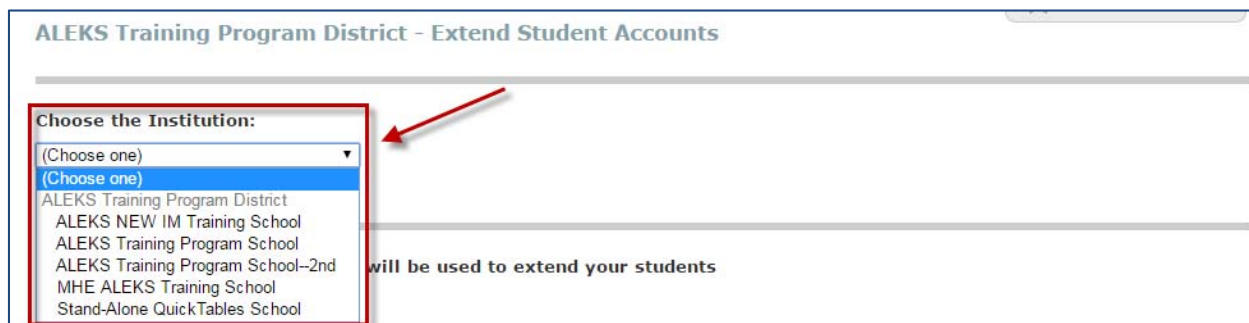 ALEKS Training Program District - Extend Student Accounts
Choose the Institution:
(Choose one)
(Choose one)
ALEKS Training Program District
ALEKS NEW IM Training School
ALEKS Training Program School
ALEKS Training Program School--2nd
will be used to extend your students
MHE ALEKS Training School
Stand-Alone QuickTables School